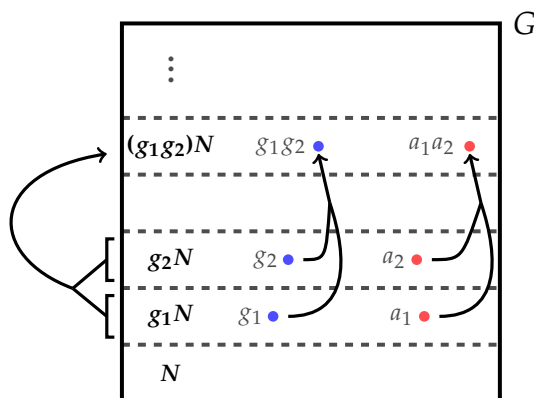 G
⋮
(g₁g₂)N g₁g₂ a₁a₂
g₂N g₂ a₂
g₁N g₁ a₁
N